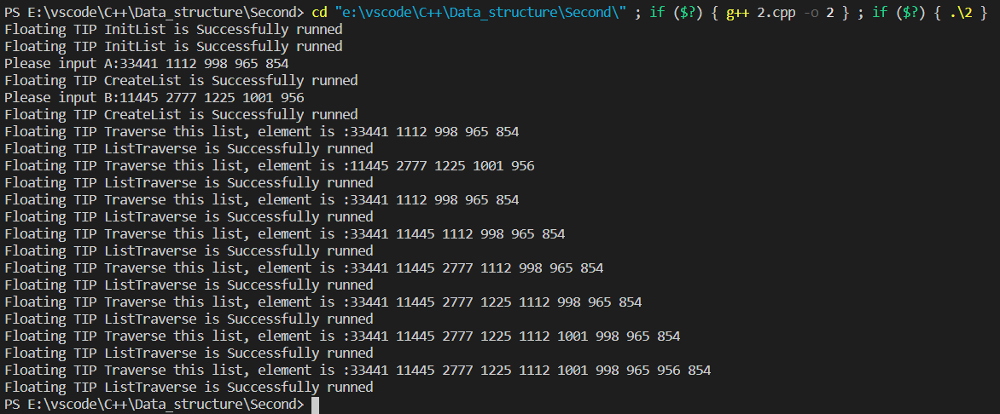 PS E:\vscode\C++\Data_structure\Second> cd "e:\vscode\C++\Data_structure\Second\" ; if ($?) { g++ 2.cpp -o 2 } ; if ($?) { .\2 }
Floating TIP InitList is Successfully runned
Floating TIP InitList is Successfully runned
Please input A:33441 1112 998 965 854
Floating TIP CreateList is Successfully runned
Please input B:11445 2777 1225 1001 956
Floating TIP CreateList is Successfully runned
Floating TIP Traverse this list, element is :33441 1112 998 965 854
Floating TIP ListTraverse is Successfully runned
Floating TIP Traverse this list, element is :11445 2777 1225 1001 956
Floating TIP ListTraverse is Successfully runned
Floating TIP Traverse this list, element is :33441 1112 998 965 854
Floating TIP ListTraverse is Successfully runned
Floating TIP Traverse this list, element is :33441 11445 1112 998 965 854
Floating TIP ListTraverse is Successfully runned
Floating TIP Traverse this list, element is :33441 11445 2777 1112 998 965 854
Floating TIP ListTraverse is Successfully runned
Floating TIP Traverse this list, element is :33441 11445 2777 1225 1112 998 965 854
Floating TIP ListTraverse is Successfully runned
Floating TIP Traverse this list, element is :33441 11445 2777 1225 1112 1001 998 965 854
Floating TIP ListTraverse is Successfully runned
Floating TIP Traverse this list, element is :33441 11445 2777 1225 1112 1001 998 965 956 854
Floating TIP ListTraverse is Successfully runned
PS E:\vscode\C++\Data_structure\Second>